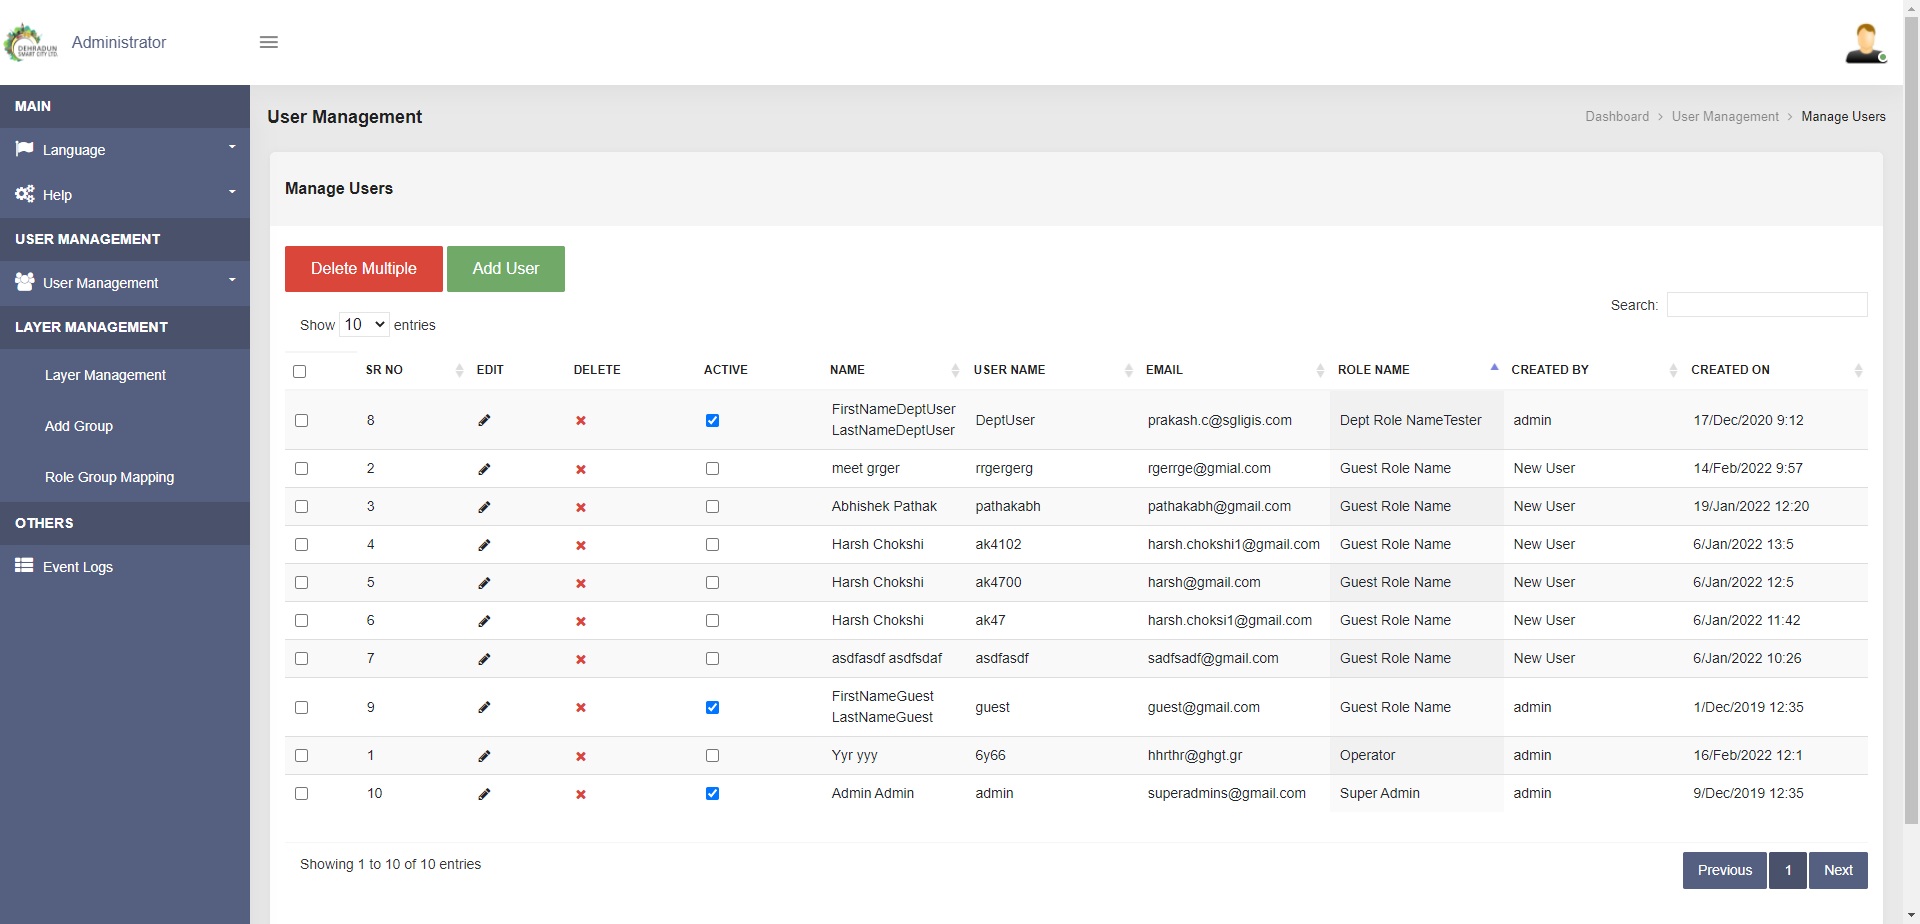 DEHRADUN
SMART CITY LTD.
Administrator
MAIN
Language
Help
USER MANAGEMENT
User Management
LAYER MANAGEMENT
Layer Management
Add Group
Role Group Mapping
OTHERS
Event Logs
User Management
Dashboard > User Management > Manage Users
Manage Users
Delete Multiple Add User
Show 10 entries
Search:
SR NO EDIT DELETE ACTIVE NAME USER NAME EMAIL ROLE NAME CREATED BY CREATED ON
8 FirstNameDeptUser LastNameDeptUser DeptUser prakash.c@sgligis.com Dept Role NameTester admin 17/Dec/2020 9:12
2 meet grger rrgergerg rgerrge@gmial.com Guest Role Name New User 14/Feb/2022 9:57
3 Abhishek Pathak pathakabh pathakabh@gmail.com Guest Role Name New User 19/Jan/2022 12:20
4 Harsh Chokshi ak4102 harsh.chokshi1@gmail.com Guest Role Name New User 6/Jan/2022 13:5
5 Harsh Chokshi ak4700 harsh@gmail.com Guest Role Name New User 6/Jan/2022 12:5
6 Harsh Chokshi ak47 harsh.choksi1@gmail.com Guest Role Name New User 6/Jan/2022 11:42
7 asdfasdf asdfsdaf asdfasdf sadfsadf@gmail.com Guest Role Name New User 6/Jan/2022 10:26
9 FirstNameGuest LastNameGuest guest guest@gmail.com Guest Role Name admin 1/Dec/2019 12:35
1 Yyr yyy 6y66 hhrthr@ghgt.gr Operator admin 16/Feb/2022 12:1
10 Admin Admin admin superadmins@gmail.com Super Admin admin 9/Dec/2019 12:35
Showing 1 to 10 of 10 entries
Previous 1 Next